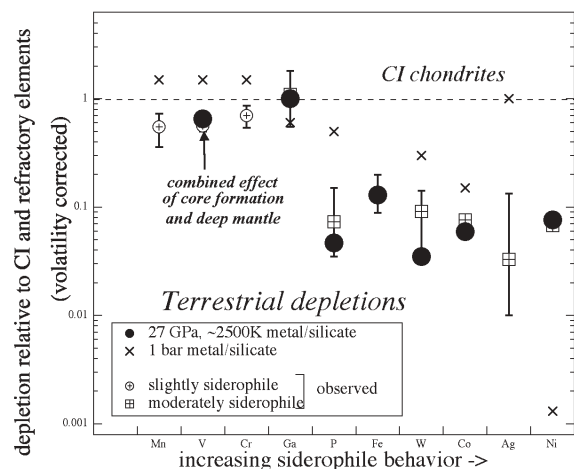 depletion relative to CI and refractory elements
(volatility corrected)
1
0.1
0.01
0.001
CI chondrites
combined effect
of core formation
and deep mantle
Terrestrial depletions
27 GPa, ~2500K metal/silicate
1 bar metal/silicate
slightly siderophile
moderately siderophile
observed
Mn V Cr Ga P Fe W Co Ag Ni
increasing siderophile behavior ->